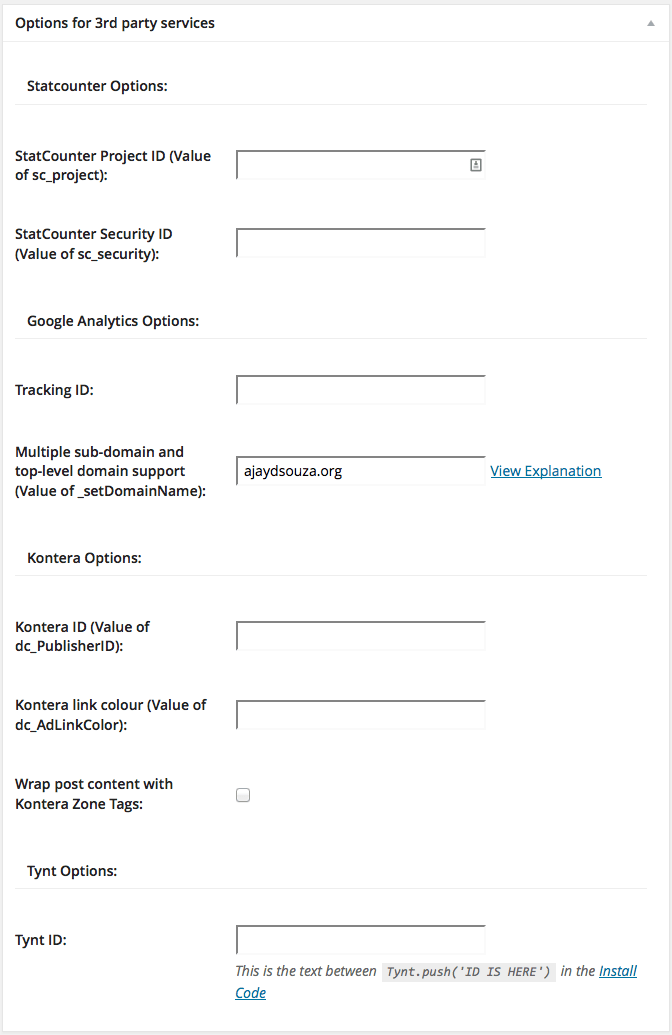 Options for 3rd party services
Statcounter Options:
StatCounter Project ID (Value
of sc_project):
StatCounter Security ID
(Value of sc_security):
Google Analytics Options:
Tracking ID:
Multiple sub-domain and
top-level domain support
(Value of _setDomainName):
ajaydsouza.org View Explanation
Kontera Options:
Kontera ID (Value of
dc_PublisherID):
Kontera link colour (Value of
dc_AdLinkColor):
Wrap post content with
Kontera Zone Tags:
Tynt Options:
Tynt ID:
This is the text between Tynt.push('ID IS HERE') in the Install
Code